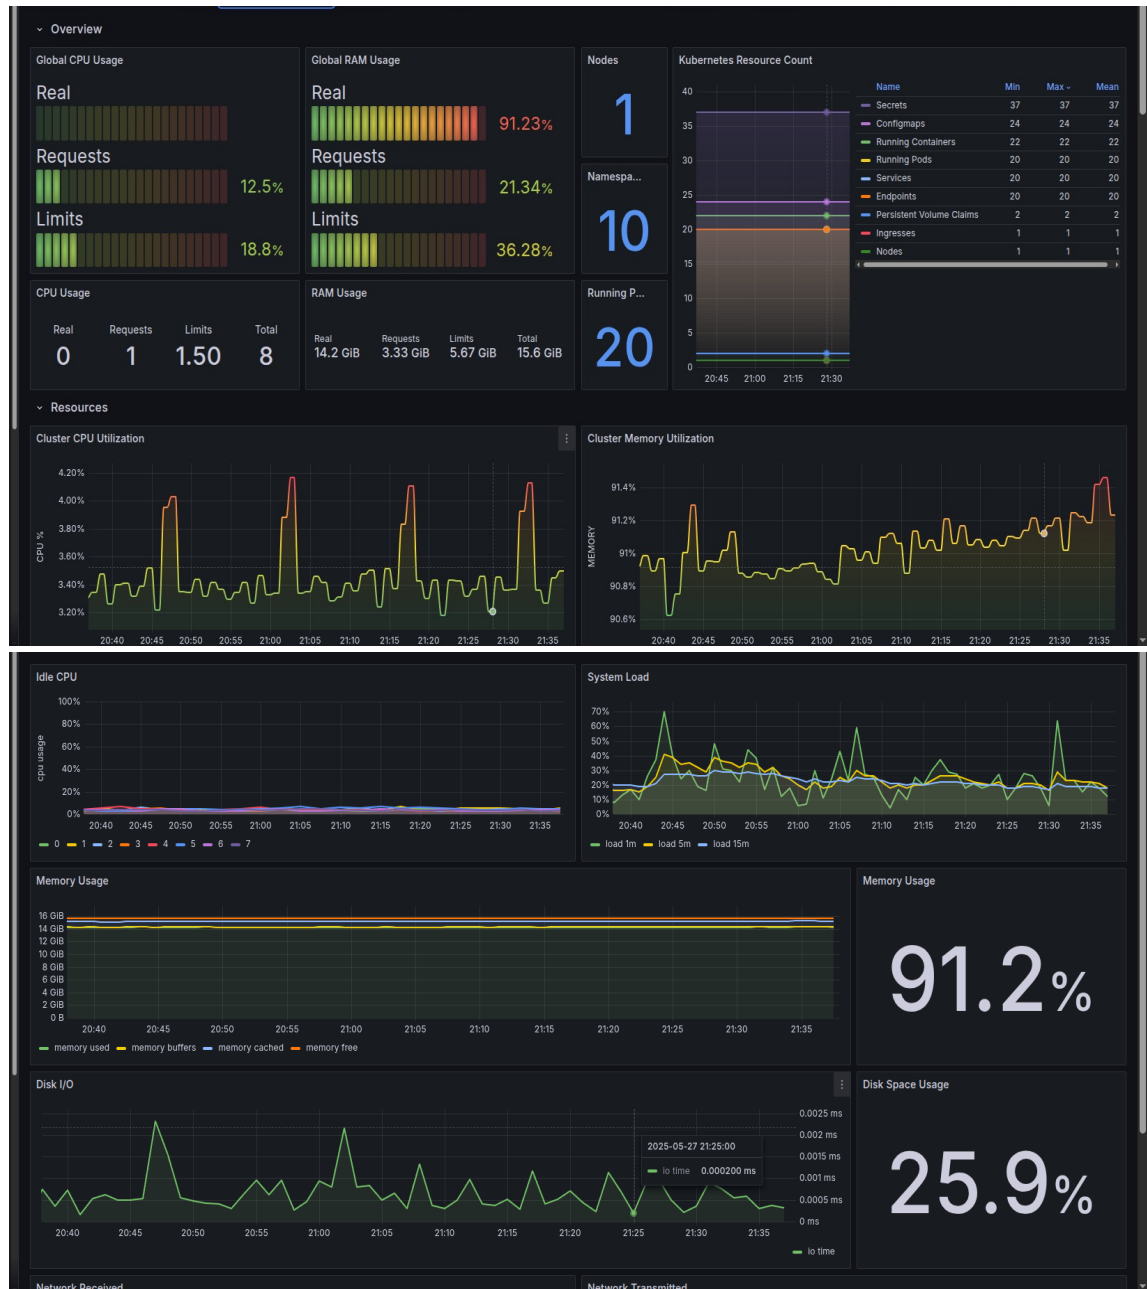 Overview
Global CPU Usage
Real
Requests
12.5%
Limits
18.8%
Global RAM Usage
Real
91.23%
Requests
21.34%
Limits
36.28%
Nodes
1
Namespa...
10
Running P...
20
Kubernetes Resource Count
40
35
30
25
20
15
10
5
0
20:45 21:00 21:15 21:30
Name Min Max Mean
Secrets 37 37 37
Configmaps 24 24 24
Running Containers 22 22 22
Running Pods 20 20 20
Services 20 20 20
Endpoints 20 20 20
Persistent Volume Claims 2 2 2
Ingresses 1 1 1
Nodes 1 1 1
CPU Usage
Real Requests Limits Total
0 1 1.50 8
RAM Usage
Real Requests Limits Total
14.2 GiB 3.33 GiB 5.67 GiB 15.6 GiB
Resources
Cluster CPU Utilization
CPU %
4.20%
4.00%
3.80%
3.60%
3.40%
3.20%
20:40 20:45 20:50 20:55 21:00 21:05 21:10 21:15 21:20 21:25 21:30 21:35
Cluster Memory Utilization
MEMORY
91.4%
91.2%
91%
90.8%
90.6%
20:40 20:45 20:50 20:55 21:00 21:05 21:10 21:15 21:20 21:25 21:30 21:35
Idle CPU
cpu usage
100%
80%
60%
40%
20%
0%
20:40 20:45 20:50 20:55 21:00 21:05 21:10 21:15 21:20 21:25 21:30 21:35
0 1 2 3 4 5 6 7
System Load
70%
60%
50%
40%
30%
20%
10%
0%
20:40 20:45 20:50 20:55 21:00 21:05 21:10 21:15 21:20 21:25 21:30 21:35
load 1m load 5m load 15m
Memory Usage
16 GiB
14 GiB
12 GiB
10 GiB
8 GiB
6 GiB
4 GiB
2 GiB
0 B
20:40 20:45 20:50 20:55 21:00 21:05 21:10 21:15 21:20 21:25 21:30 21:35
memory used memory buffers memory cached memory free
Memory Usage
91.2%
Disk I/O
0.0025 ms
0.002 ms
0.0015 ms
0.001 ms
0.0005 ms
0 ms
2025-05-27 21:25:00
io time 0.000200 ms
20:40 20:45 20:50 20:55 21:00 21:05 21:10 21:15 21:20 21:25 21:30 21:35
io time
Disk Space Usage
25.9%
Network Received
Network Transmitted